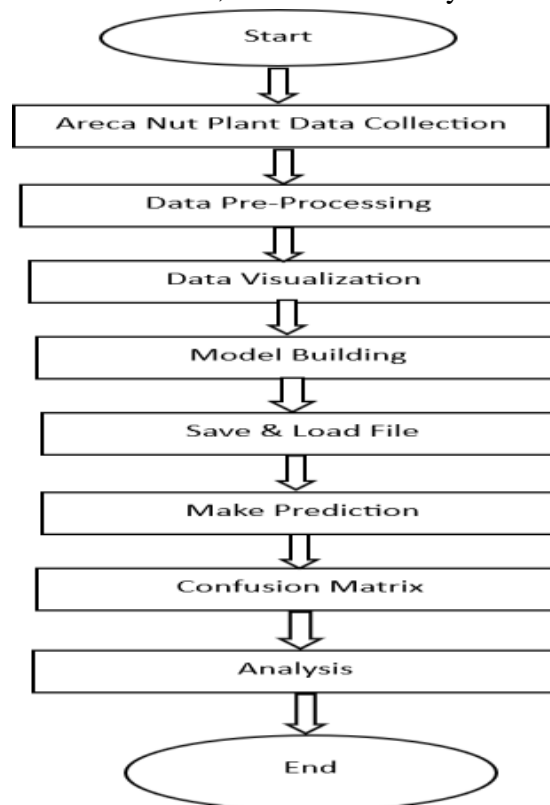 Start
Areca Nut Plant Data Collection
Data Pre-Processing
Data Visualization
Model Building
Save & Load File
Make Prediction
Confusion Matrix
Analysis
End